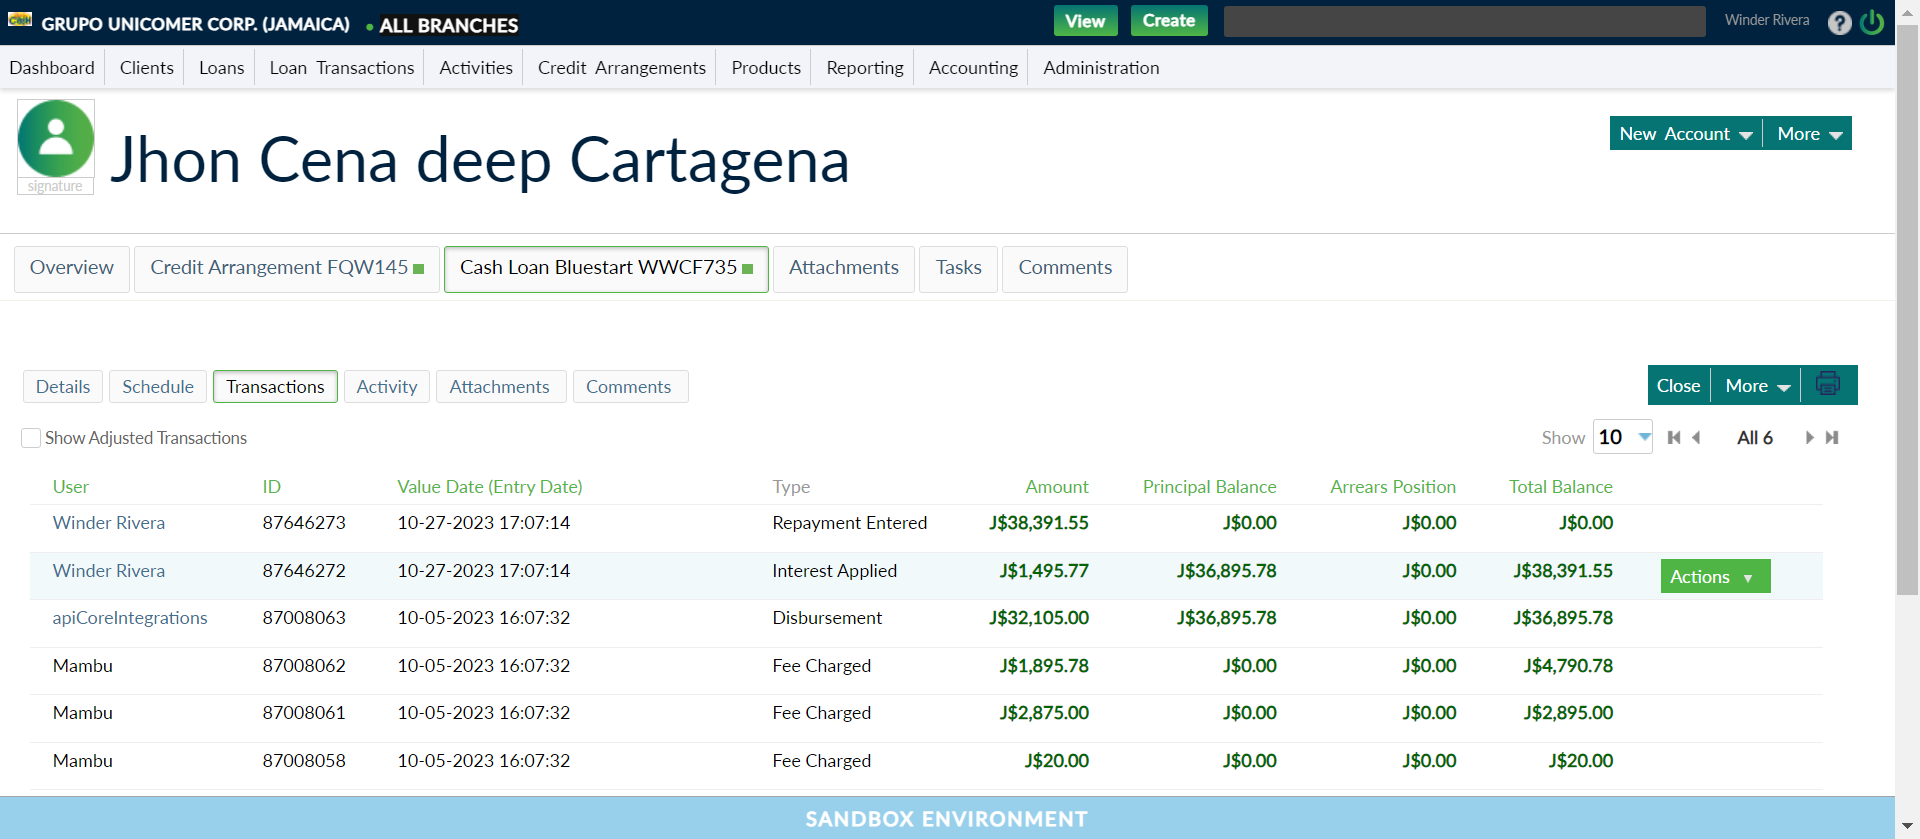 GRUPO UNICOMER CORP. (JAMAICA) • ALL BRANCHES View Create Winder Rivera ?
Dashboard Clients Loans Loan Transactions Activities Credit Arrangements Products Reporting Accounting Administration
Jhon Cena deep Cartagena
signature
New Account More
Overview Credit Arrangement FQW145 Cash Loan Bluestart WWCF735 Attachments Tasks Comments
Details Schedule Transactions Activity Attachments Comments Close More
Show Adjusted Transactions Show 10 All 6
User ID Value Date (Entry Date) Type Amount Principal Balance Arrears Position Total Balance
Winder Rivera 87646273 10-27-2023 17:07:14 Repayment Entered J$38,391.55 J$0.00 J$0.00 J$0.00
Winder Rivera 87646272 10-27-2023 17:07:14 Interest Applied J$1,495.77 J$36,895.78 J$0.00 J$38,391.55 Actions
apiCoreIntegrations 87008063 10-05-2023 16:07:32 Disbursement J$32,105.00 J$36,895.78 J$0.00 J$36,895.78
Mambu 87008062 10-05-2023 16:07:32 Fee Charged J$1,895.78 J$0.00 J$0.00 J$4,790.78
Mambu 87008061 10-05-2023 16:07:32 Fee Charged J$2,875.00 J$0.00 J$0.00 J$2,895.00
Mambu 87008058 10-05-2023 16:07:32 Fee Charged J$20.00 J$0.00 J$0.00 J$20.00
SANDBOX ENVIRONMENT